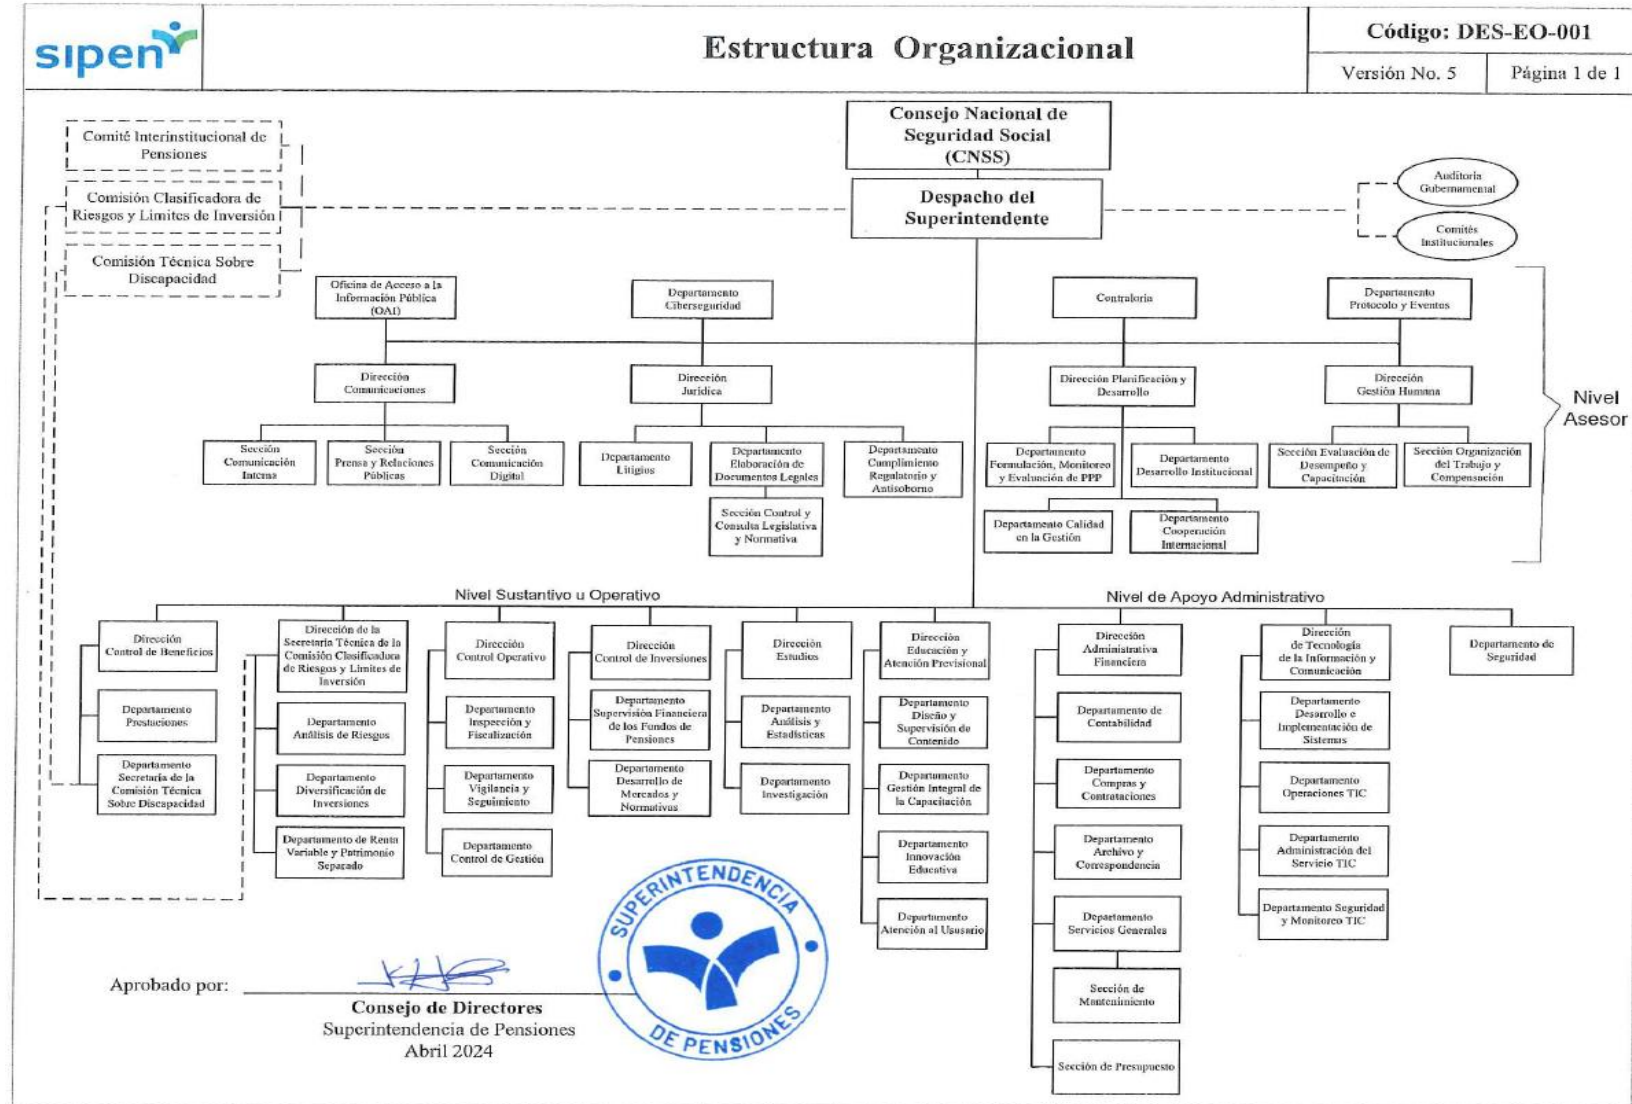 sipen
Estructura Organizacional
Código: DES-EO-001
Versión No. 5
Página 1 de 1
Consejo Nacional de
Seguridad Social
(CNSS)
Despacho del
Superintendente
Comité Interinstitucional de
Pensiones
Comisión Clasificadora de
Riesgos y Limites de Inversión
Comisión Técnica Sobre
Discapacidad
Auditoría
Gubernamental
Comités
Institucionales
Oficina de Acceso a la
Información Pública
(OAI)
Departamento
Ciberseguridad
Contraloria
Departamento
Protocolo y Eventos
Dirección
Comunicaciones
Dirección
Jurídica
Dirección Planificación y
Desarrollo
Dirección
Gestión Humana
Nivel
Asesor
Sección
Comunicación
Interna
Sección
Prensa y Relaciones
Públicas
Sección
Comunicación
Digital
Departamento
Litigios
Departamento
Elaboración de
Documentos Legales
Departamento
Cumplimiento
Regulatorio y
Antisoborno
Sección Control y
Consulta Legislativa
y Normativa
Departamento
Formulación, Monitoreo
y Evaluación de PPP
Departamento
Desarrollo Institucional
Sección Evaluación de
Desempeño y
Capacitación
Sección Organización
del Trabajo y
Compensación
Departamento Calidad
en la Gestión
Departamento
Cooperación
Internacional
Nivel Sustantivo u Operativo
Nivel de Apoyo Administrativo
Dirección
Control de Beneficios
Departamento
Prestaciones
Departamento
Secretaría de la
Comisión Técnica
Sobre Discapacidad
Dirección de la
Secretaría Técnica de la
Comisión Clasificadora
de Riesgos y Limites de
Inversión
Departamento
Análisis de Riesgos
Departamento
Diversificación de
Inversiones
Departamento de Renta
Variable y Patrimonio
Separado
Dirección
Control Operativo
Departamento
Inspección y
Fiscalización
Departamento
Vigilancia y
Seguimiento
Departamento
Control de Gestión
Dirección
Control de Inversiones
Departamento
Supervisión Financiera
de los Fondos de
Pensiones
Departamento
Desarrollo de
Mercados y
Normativas
Dirección
Estudios
Departamento
Análisis y
Estadísticas
Departamento
Investigación
Dirección
Educación y
Atención Previsional
Departamento
Diseño y
Supervisión de
Contenido
Departamento
Gestión Integral de
la Capacitación
Departamento
Innovación
Educativa
Departamento
Atención al Ususario
Dirección
Administrativa
Financiera
Departamento de
Contabilidad
Departamento
Compras y
Contrataciones
Departamento
Archivo y
Correspondencia
Departamento
Servicios Generales
Sección de
Mantenimiento
Sección de Presupuesto
Dirección
de Tecnología
de la Información y
Comunicación
Departamento
Desarrollo e
Implementación de
Sistemas
Departamento
Operaciones TIC
Departamento
Administración del
Servicio TIC
Departamento Seguridad
y Monitoreo TIC
Departamento de
Seguridad
Aprobado por:
Consejo de Directores
Superintendencia de Pensiones
Abril 2024
SUPERINTENDENCIA
DE PENSIONES